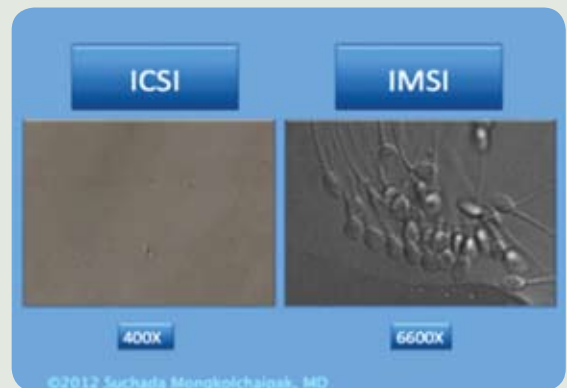 ICSI
IMSI
400X
6600X
©2012 Suchada Mongkolchaipak, MD